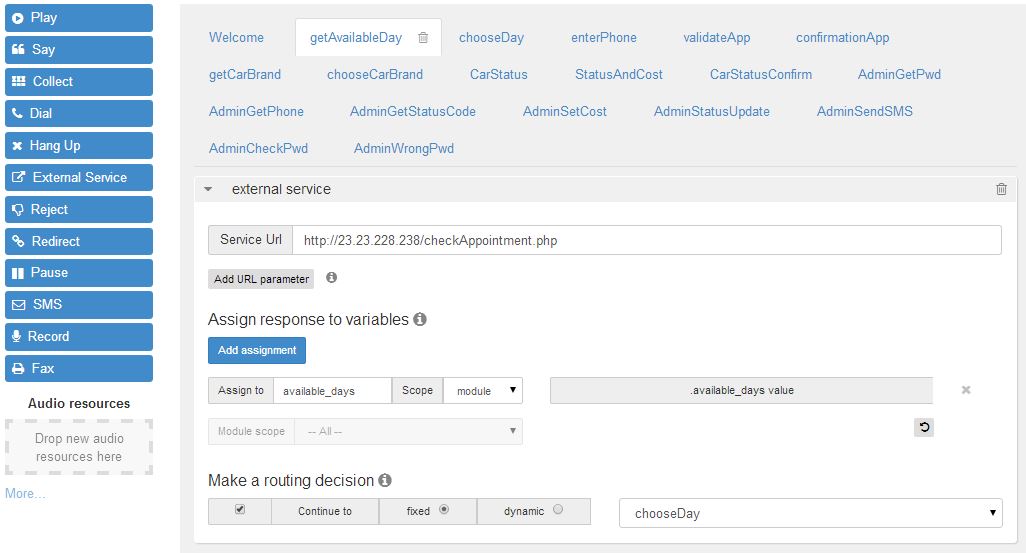 Play
Say
Collect
Dial
Hang Up
External Service
Reject
Redirect
Pause
SMS
Record
Fax
Audio resources
Drop new audio
resources here
More...
Welcome getAvailableDay chooseDay enterPhone validateApp confirmationApp
getCarBrand chooseCarBrand CarStatus StatusAndCost CarStatusConfirm AdminGetPwd
AdminGetPhone AdminGetStatusCode AdminSetCost AdminStatusUpdate AdminSendSMS
AdminCheckPwd AdminWrongPwd
external service
Service Url http://23.23.228.238/checkAppointment.php
Add URL parameter
Assign response to variables
Add assignment
Assign to available_days Scope module .available_days value
Module scope -- All --
Make a routing decision
Continue to fixed dynamic chooseDay